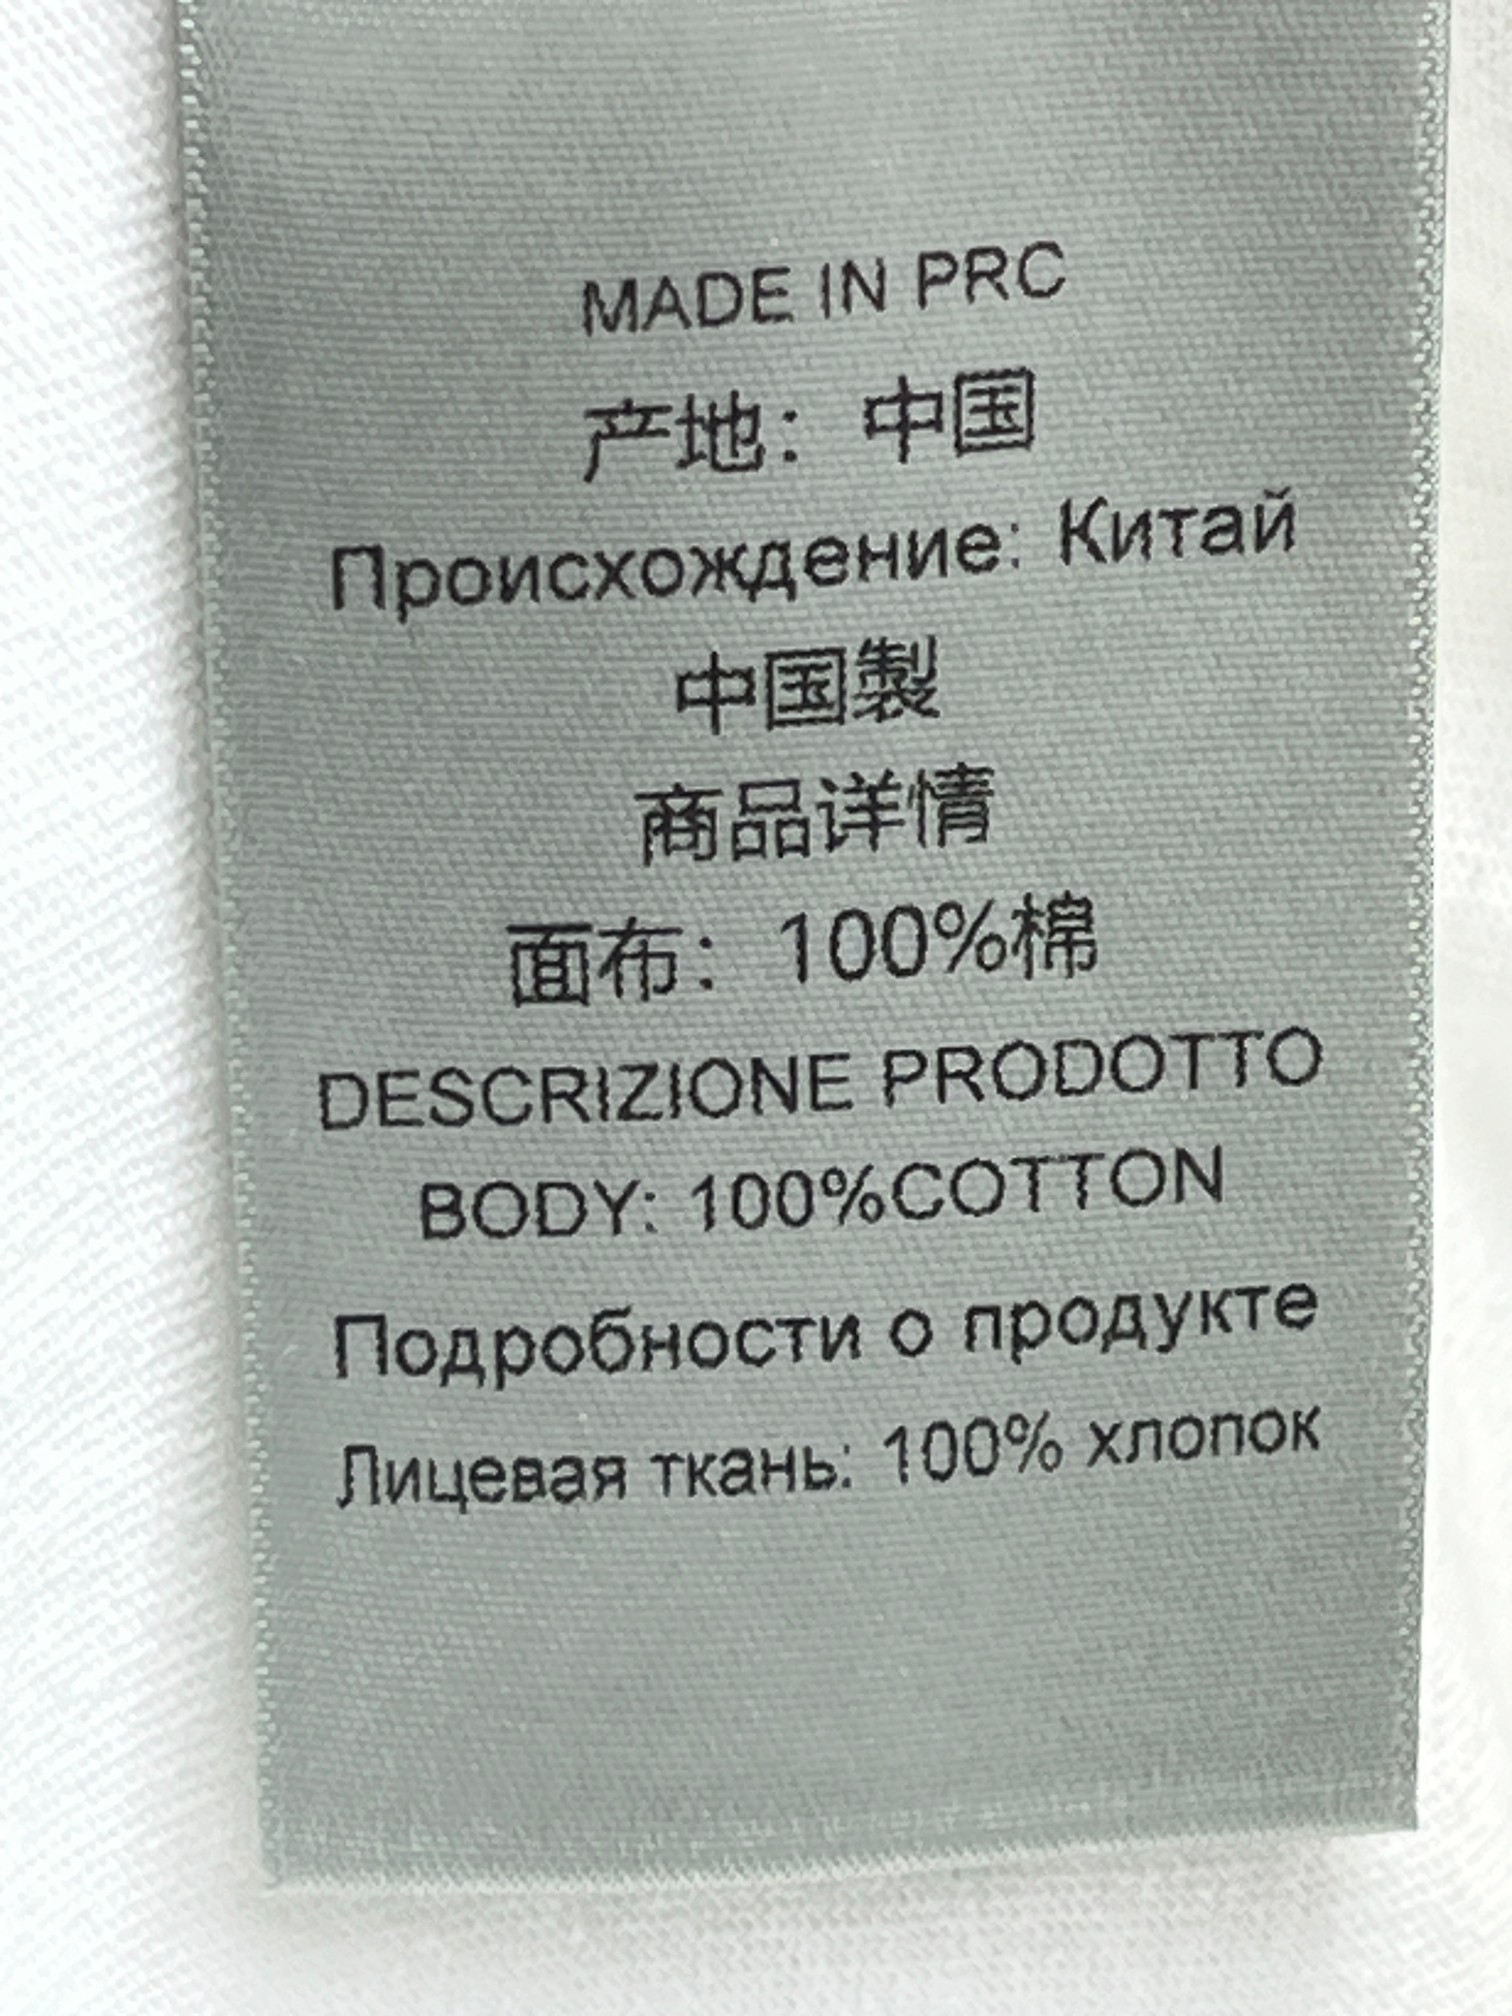 MADE IN PRC
产地：中国
Происхождение: Китай
中国製
商品详情
面布：100%棉
DESCRIZIONE PRODOTTO
BODY: 100%COTTON
Подробности о продукте
Лицевая ткань: 100% хлопок